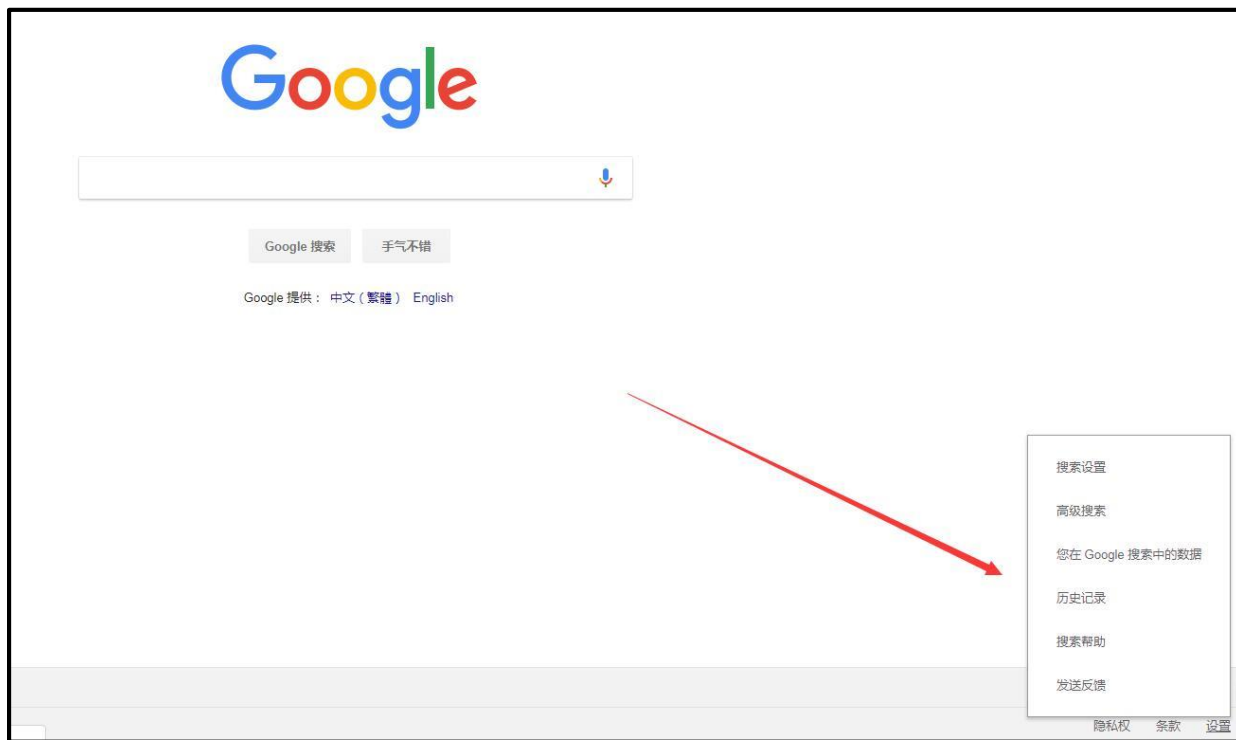 Google
Google 搜索 手气不错
Google 提供： 中文（繁體） English
搜索设置
高级搜索
您在 Google 搜索中的数据
历史记录
搜索帮助
发送反馈
隐私权 条款 设置